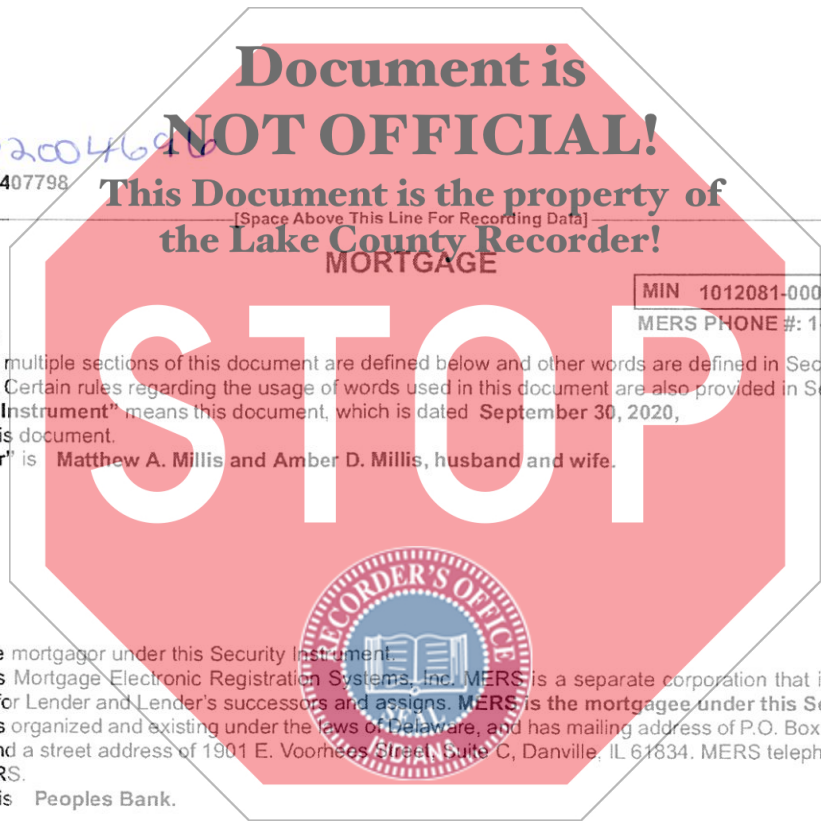 Document is
NOT OFFICIAL!
2004696
407798
This Document is the property of
[Space Above This Line For Recording Data]
the Lake County Recorder!
MORTGAGE
MIN 1012081-000
MERS PHONE #: 1-
multiple sections of this document are defined below and other words are defined in Sec
Certain rules regarding the usage of words used in this document are also provided in Se
Instrument” means this document, which is dated September 30, 2020,
is document.
r” is Matthew A. Millis and Amber D. Millis, husband and wife.
STOP
RECORDER'S OFFICE
e mortgagor under this Security Instrument.
s Mortgage Electronic Registration Systems, Inc. MERS is a separate corporation that i
for Lender and Lender's successors and assigns. MERS is the mortgagee under this Se
SEAL
s organized and existing under the laws of Delaware, and has mailing address of P.O. Box
INDIANA
nd a street address of 1901 E. Voorhees Street, Suite C, Danville, IL 61834. MERS teleph
RS.
is Peoples Bank.